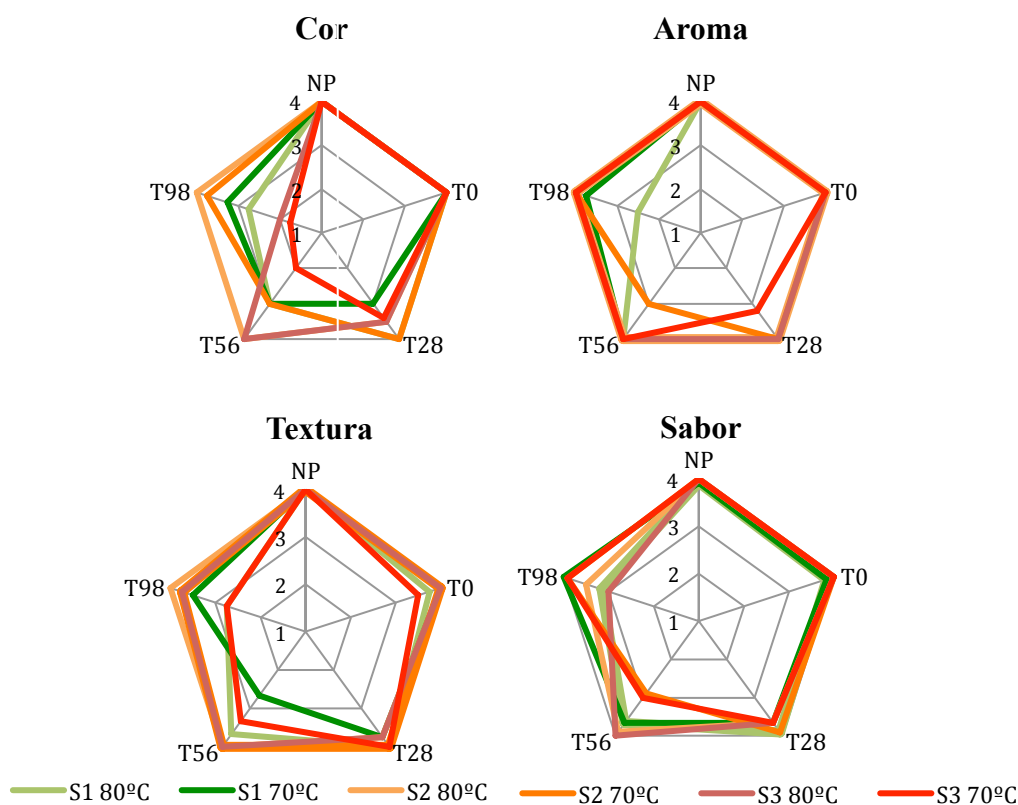 Cor
NP
4
3
2
1
T0
T28
T56
T98
Aroma
NP
4
3
2
1
T0
T28
T56
T98
Textura
NP
4
3
2
1
T0
T28
T56
T98
Sabor
NP
4
3
2
1
T0
T28
T56
T98
S1 80ºC S1 70ºC S2 80ºC S2 70ºC S3 80ºC S3 70ºC